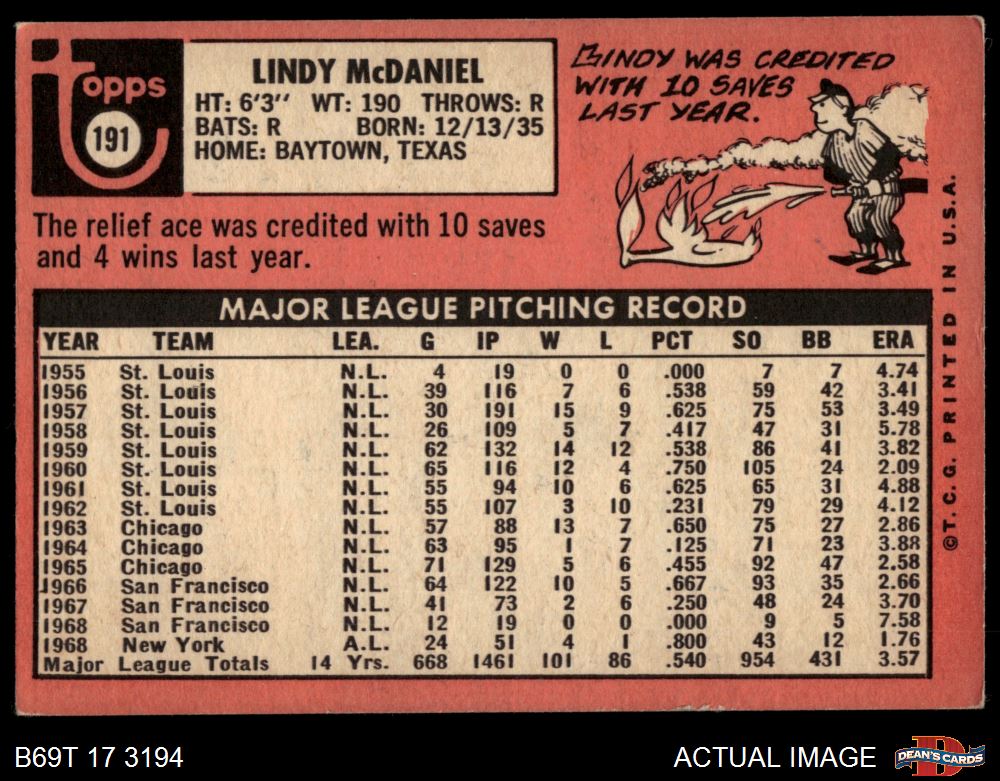 topps
191
LINDY McDANIEL
HT: 6'3" WT: 190 THROWS: R
BATS: R BORN: 12/13/35
HOME: BAYTOWN, TEXAS
LINDY WAS CREDITED
WITH 10 SAVES
LAST YEAR.
The relief ace was credited with 10 saves
and 4 wins last year.
MAJOR LEAGUE PITCHING RECORD
YEAR TEAM LEA. G IP W L PCT SO BB ERA
1955 St. Louis N.L. 4 19 0 0 .000 7 7 4.74
1956 St. Louis N.L. 39 116 7 6 .538 59 42 3.41
1957 St. Louis N.L. 30 191 15 9 .625 75 53 3.49
1958 St. Louis N.L. 26 109 5 7 .417 47 31 5.78
1959 St. Louis N.L. 62 132 14 12 .538 86 41 3.82
1960 St. Louis N.L. 65 116 12 4 .750 105 24 2.09
1961 St. Louis N.L. 55 94 10 6 .625 65 31 4.88
1962 St. Louis N.L. 55 107 3 10 .231 79 29 4.12
1963 Chicago N.L. 57 88 13 7 .650 75 27 2.86
1964 Chicago N.L. 63 95 1 7 .125 71 23 3.88
1965 Chicago N.L. 71 129 5 6 .455 92 47 2.58
1966 San Francisco N.L. 64 122 10 5 .667 93 35 2.66
1967 San Francisco N.L. 41 73 2 6 .250 48 24 3.70
1968 San Francisco N.L. 12 19 0 0 .000 9 5 7.58
1968 New York A.L. 24 51 4 1 .800 43 12 1.76
Major League Totals 14 Yrs. 668 1461 101 86 .540 954 431 3.57
©T.C.G. PRINTED IN U.S.A.
B69T 17 3194
ACTUAL IMAGE
D
DEAN'S CARDS